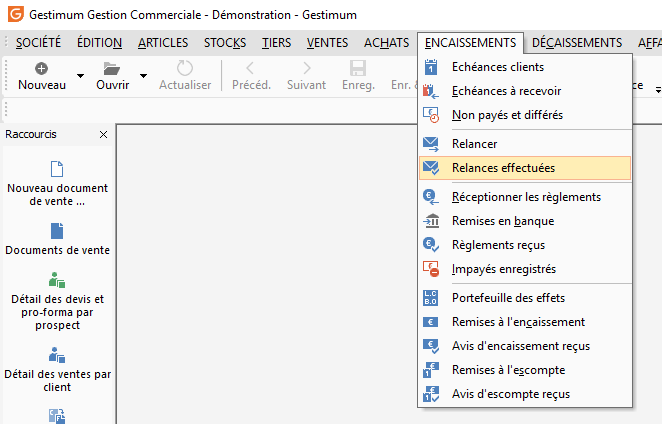 Gestimum Gestion Commerciale - Démonstration - Gestimum
SOCIÉTÉ ÉDITION ARTICLES STOCKS TIERS VENTES ACHATS ENCAISSEMENTS DÉCAISSEMENTS AFFA
Nouveau Ouvrir Actualiser Précéd. Suivant Enreg. Enr. & ce
Echéances clients
Echéances à recevoir
Non payés et différés
Relancer
Relances effectuées
Réceptionner les règlements
Remises en banque
Règlements reçus
Impayés enregistrés
Portefeuille des effets
Remises à l'encaissement
Avis d'encaissement reçus
Remises à l'escompte
Avis d'escompte reçus
Raccourcis
Nouveau document
de vente ...
Documents de vente
Détail des devis et
pro-forma par
prospect
Détail des ventes par
client